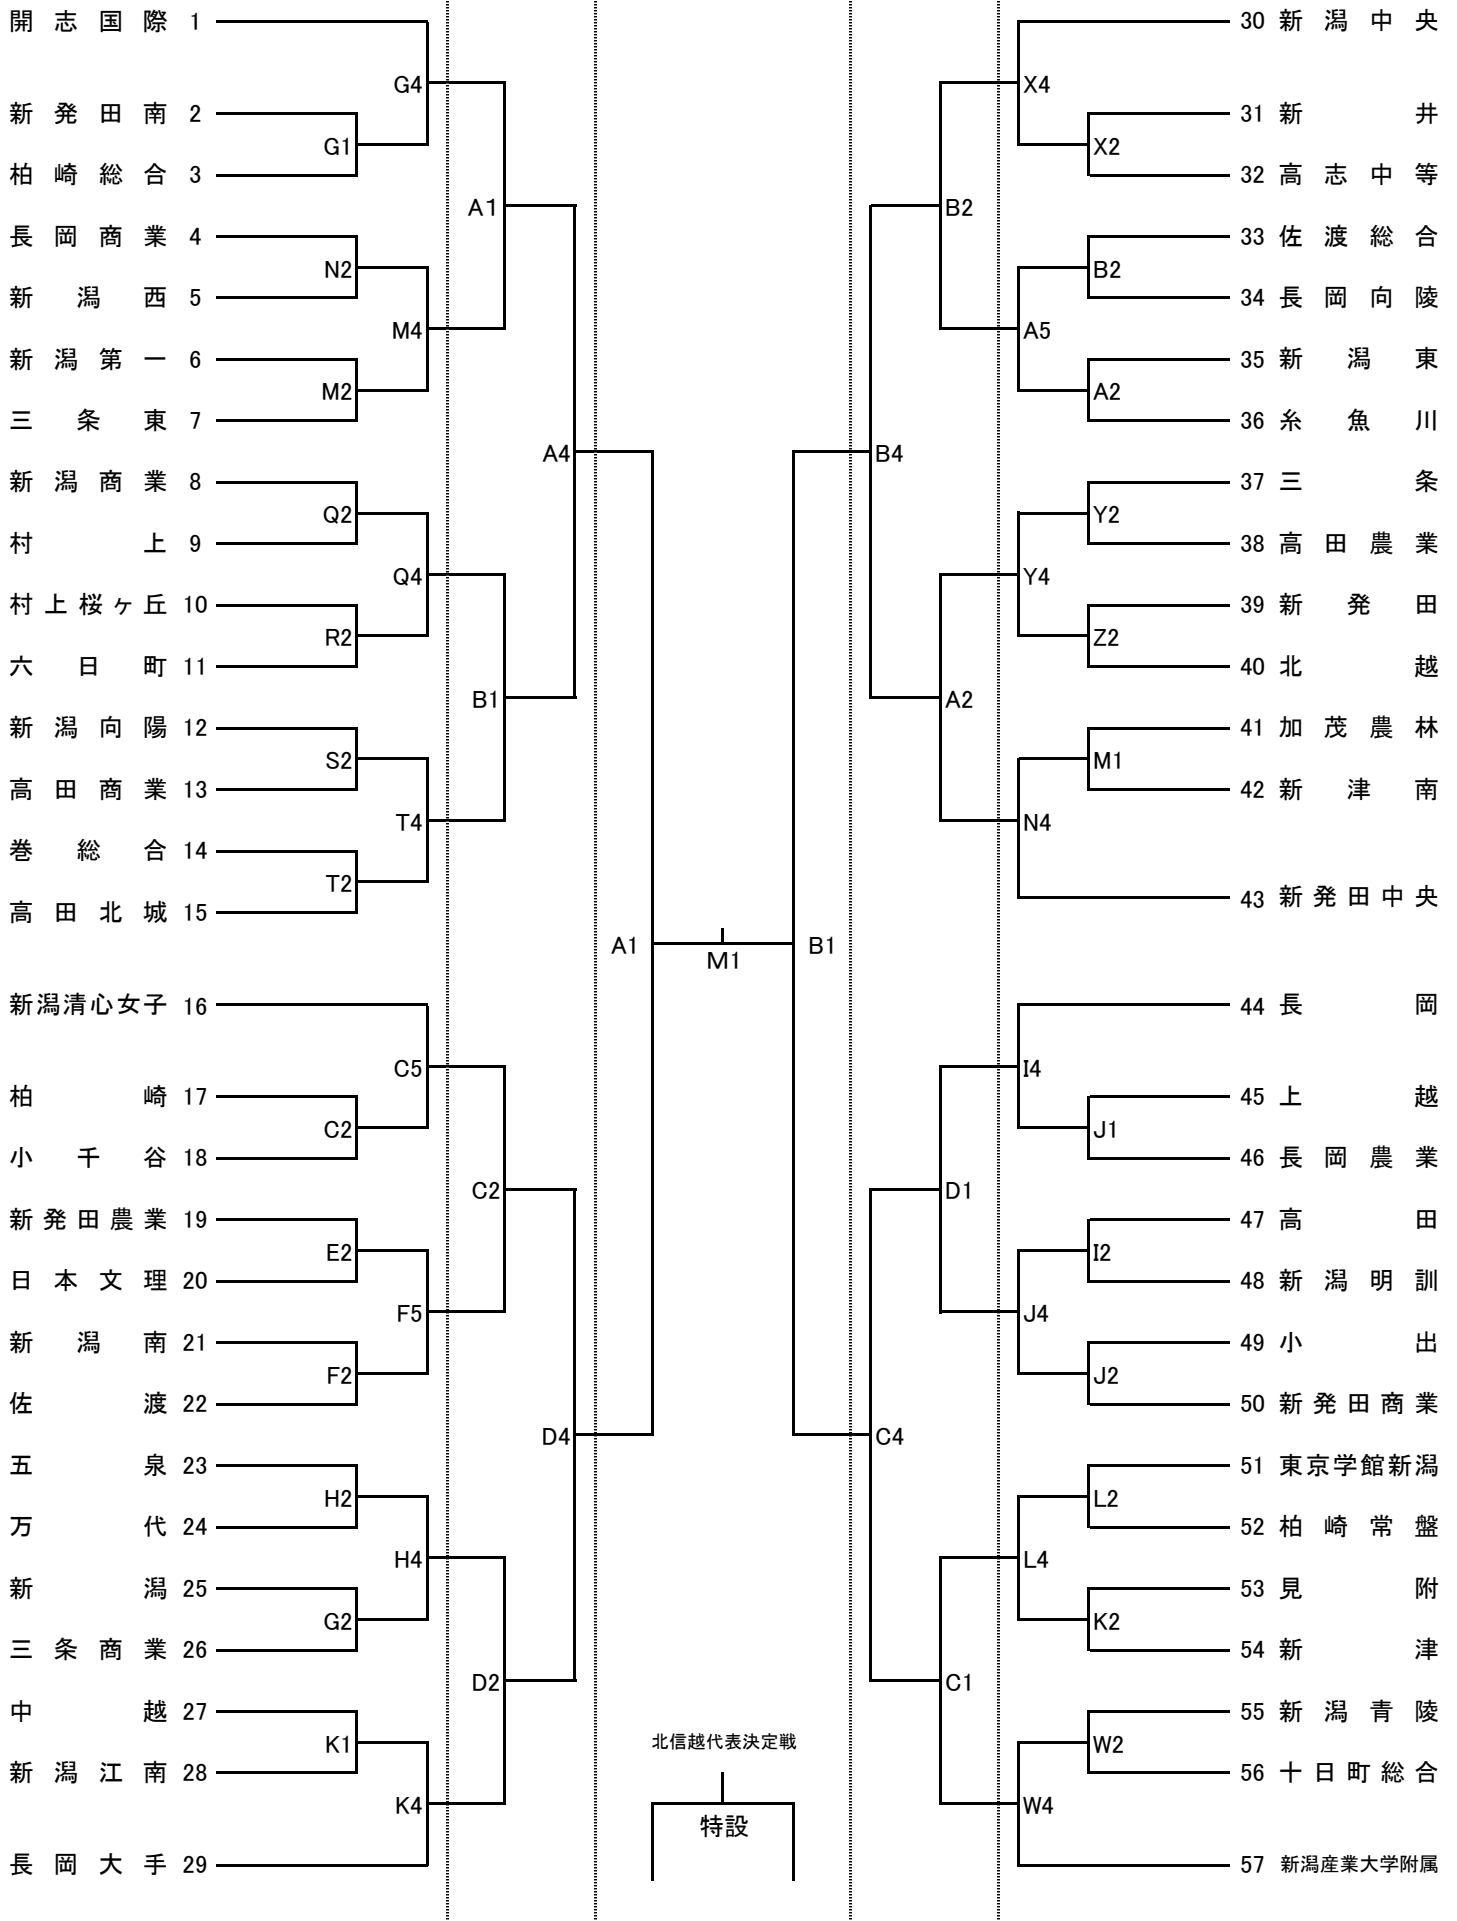 開志国際 1
G4
新発田南 2
G1
柏崎総合 3
A1
長岡商業 4
N2
新潟西 5
M4
新潟第一 6
M2
三条東 7
A4
新潟商業 8
Q2
村上 9
Q4
村上桜ヶ丘 10
R2
六日町 11
B1
新潟向陽 12
S2
高田商業 13
T4
巻総合 14
T2
高田北城 15
A1
M1
B1
新潟清心女子 16
C5
柏崎 17
C2
小千谷 18
C2
新発田農業 19
E2
日本文理 20
F5
新潟南 21
F2
佐渡 22
D4
五泉 23
H2
万代 24
H4
新潟 25
G2
三条商業 26
D2
中越 27
K1
新潟江南 28
K4
長岡大手 29
北信越代表決定戦
特設
30 新潟中央
X4
31 新井
X2
32 高志中等
B2
33 佐渡総合
B2
34 長岡向陵
A5
35 新潟東
A2
36 糸魚川
B4
37 三条
Y2
38 高田農業
Y4
39 新発田
Z2
40 北越
A2
41 加茂農林
M1
42 新津南
N4
43 新発田中央
44 長岡
I4
45 上越
J1
46 長岡農業
D1
47 高田
I2
48 新潟明訓
J4
49 小出
J2
50 新発田商業
C4
51 東京学館新潟
L2
52 柏崎常盤
L4
53 見附
K2
54 新津
C1
55 新潟青陵
W2
56 十日町総合
W4
57 新潟産業大学附属